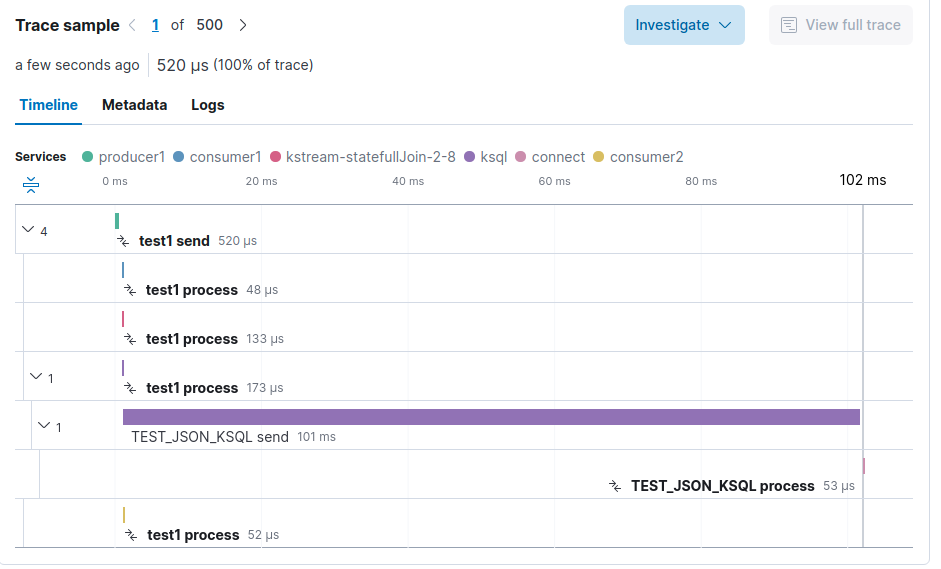 Trace sample 1 of 500
Investigate
View full trace
a few seconds ago 520 μs (100% of trace)
Timeline Metadata Logs
Services producer1 consumer1 kstream-statefullJoin-2-8 ksql connect consumer2
0 ms 20 ms 40 ms 60 ms 80 ms 102 ms
4
test1 send 520 μs
test1 process 48 μs
test1 process 133 μs
1
test1 process 173 μs
1
TEST_JSON_KSQL send 101 ms
TEST_JSON_KSQL process 53 μs
test1 process 52 μs